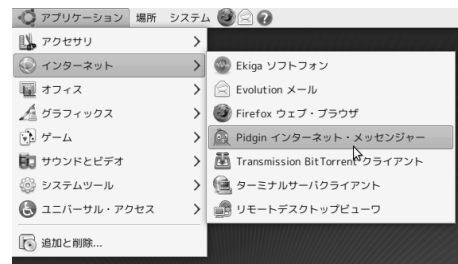 アプリケーション 場所 システム
アクセサリ
インターネット
オフィス
グラフィックス
ゲーム
サウンドとビデオ
システムツール
ユニバーサル・アクセス
追加と削除...
Ekiga ソフトフォン
Evolution メール
Firefox ウェブ・ブラウザ
Pidgin インターネット・メッセンジャー
Transmission BitTorrent クライアント
ターミナルサーバクライアント
リモートデスクトップビューワ